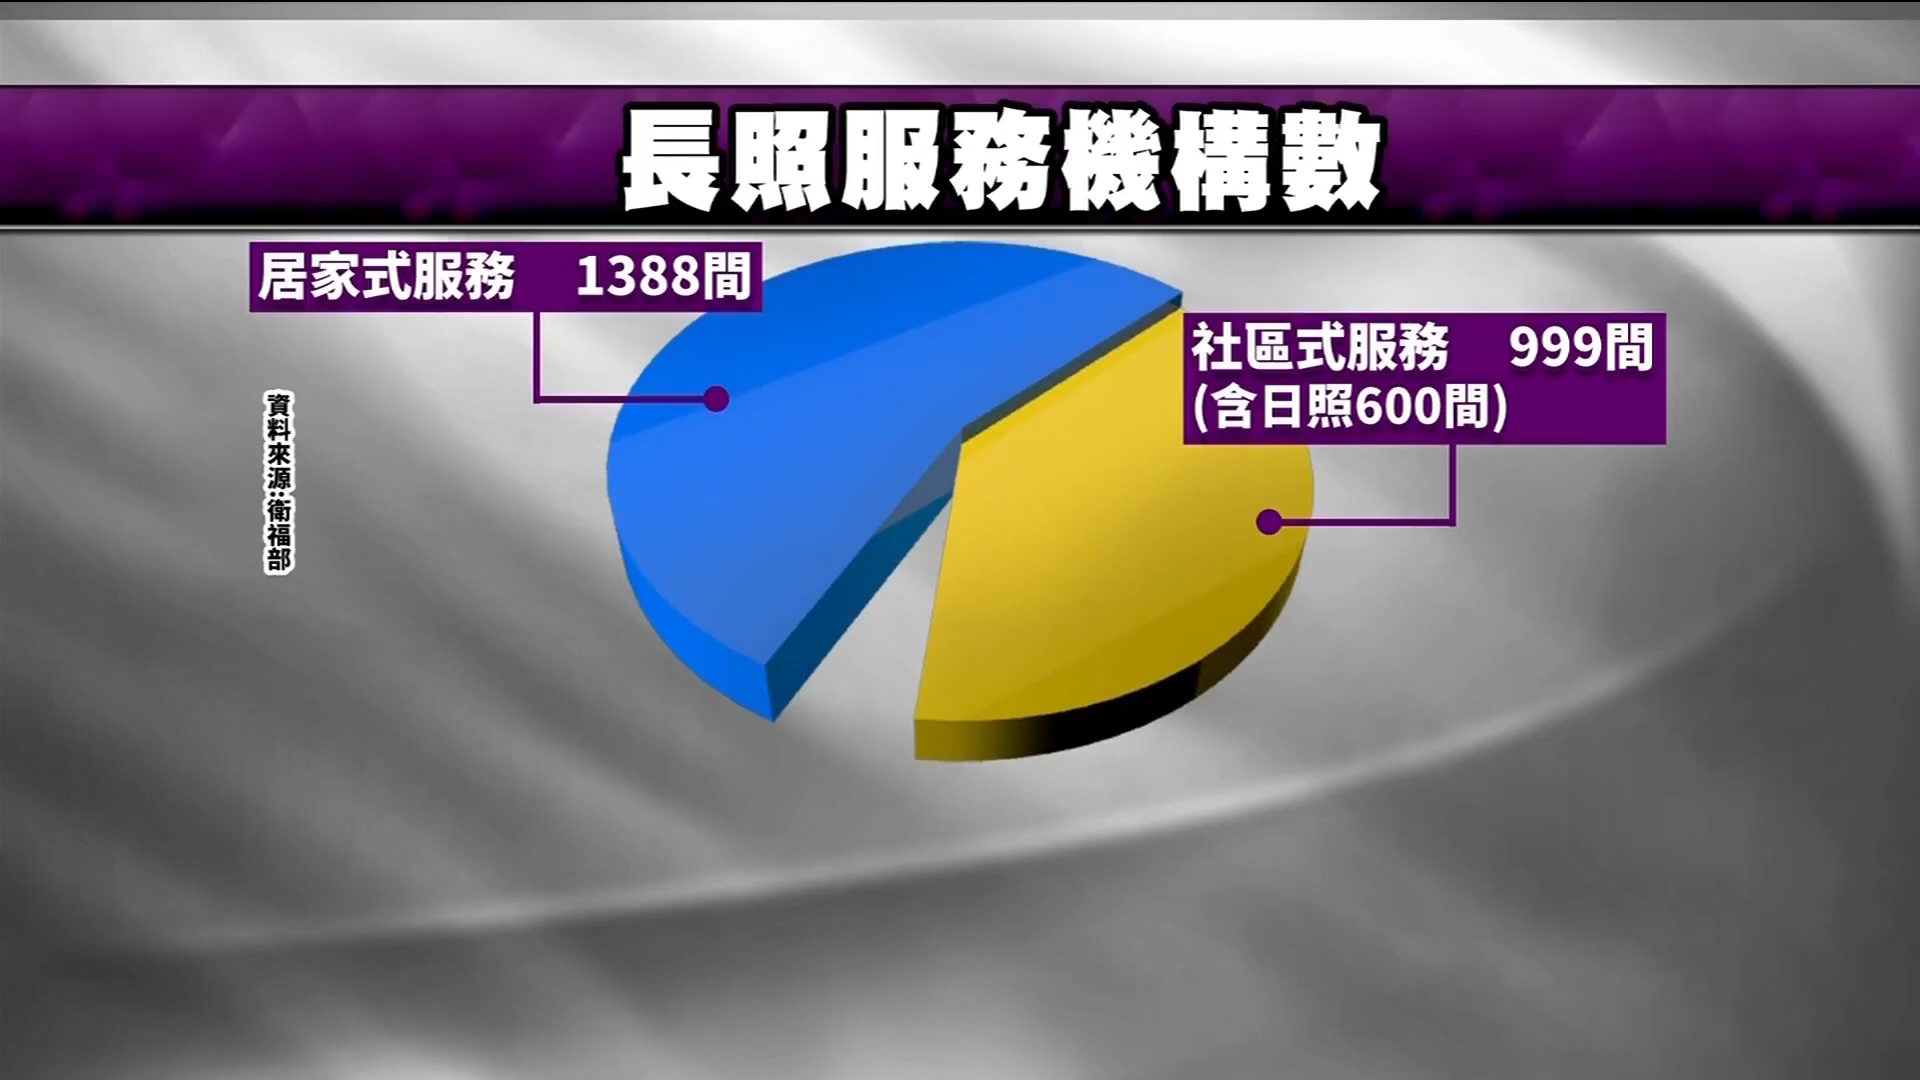 長照服務機構數
居家式服務 1388間
社區式服務 999間
(含日照600間)
資料來源:衛福部